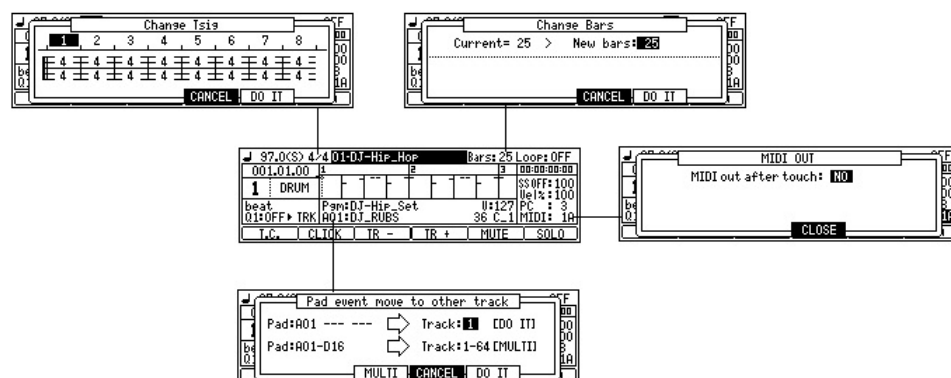 Change Tsig
1 2 3 4 5 6 7 8
4 4 4 4 4 4 4 4
4 4 4 4 4 4 4 4
CANCEL DO IT
Change Bars
Current= 25 > New bars: 25
CANCEL DO IT
97.0(S) 4/4 01-DJ-Hip_Hop Bars: 25 Loop: OFF
001.01.00 1 2 3 00:00:00:00
1 DRUM
SSOFF:100
Vel%:100
beat Pgm:DJ-Hip_Set U:127 PC : 3
Q1:OFF▸ TRK A01:DJ_RUBS 36 C_1 MIDI: 1A
T.C. CLICK TR - TR + MUTE SOLO
MIDI OUT
MIDI out after touch: NO
CLOSE
Pad event move to other track
Pad:A01 --- --- Track:1 [DO IT]
Pad:A01-D16 Track:1-64 [MULTI]
MULTI CANCEL DO IT